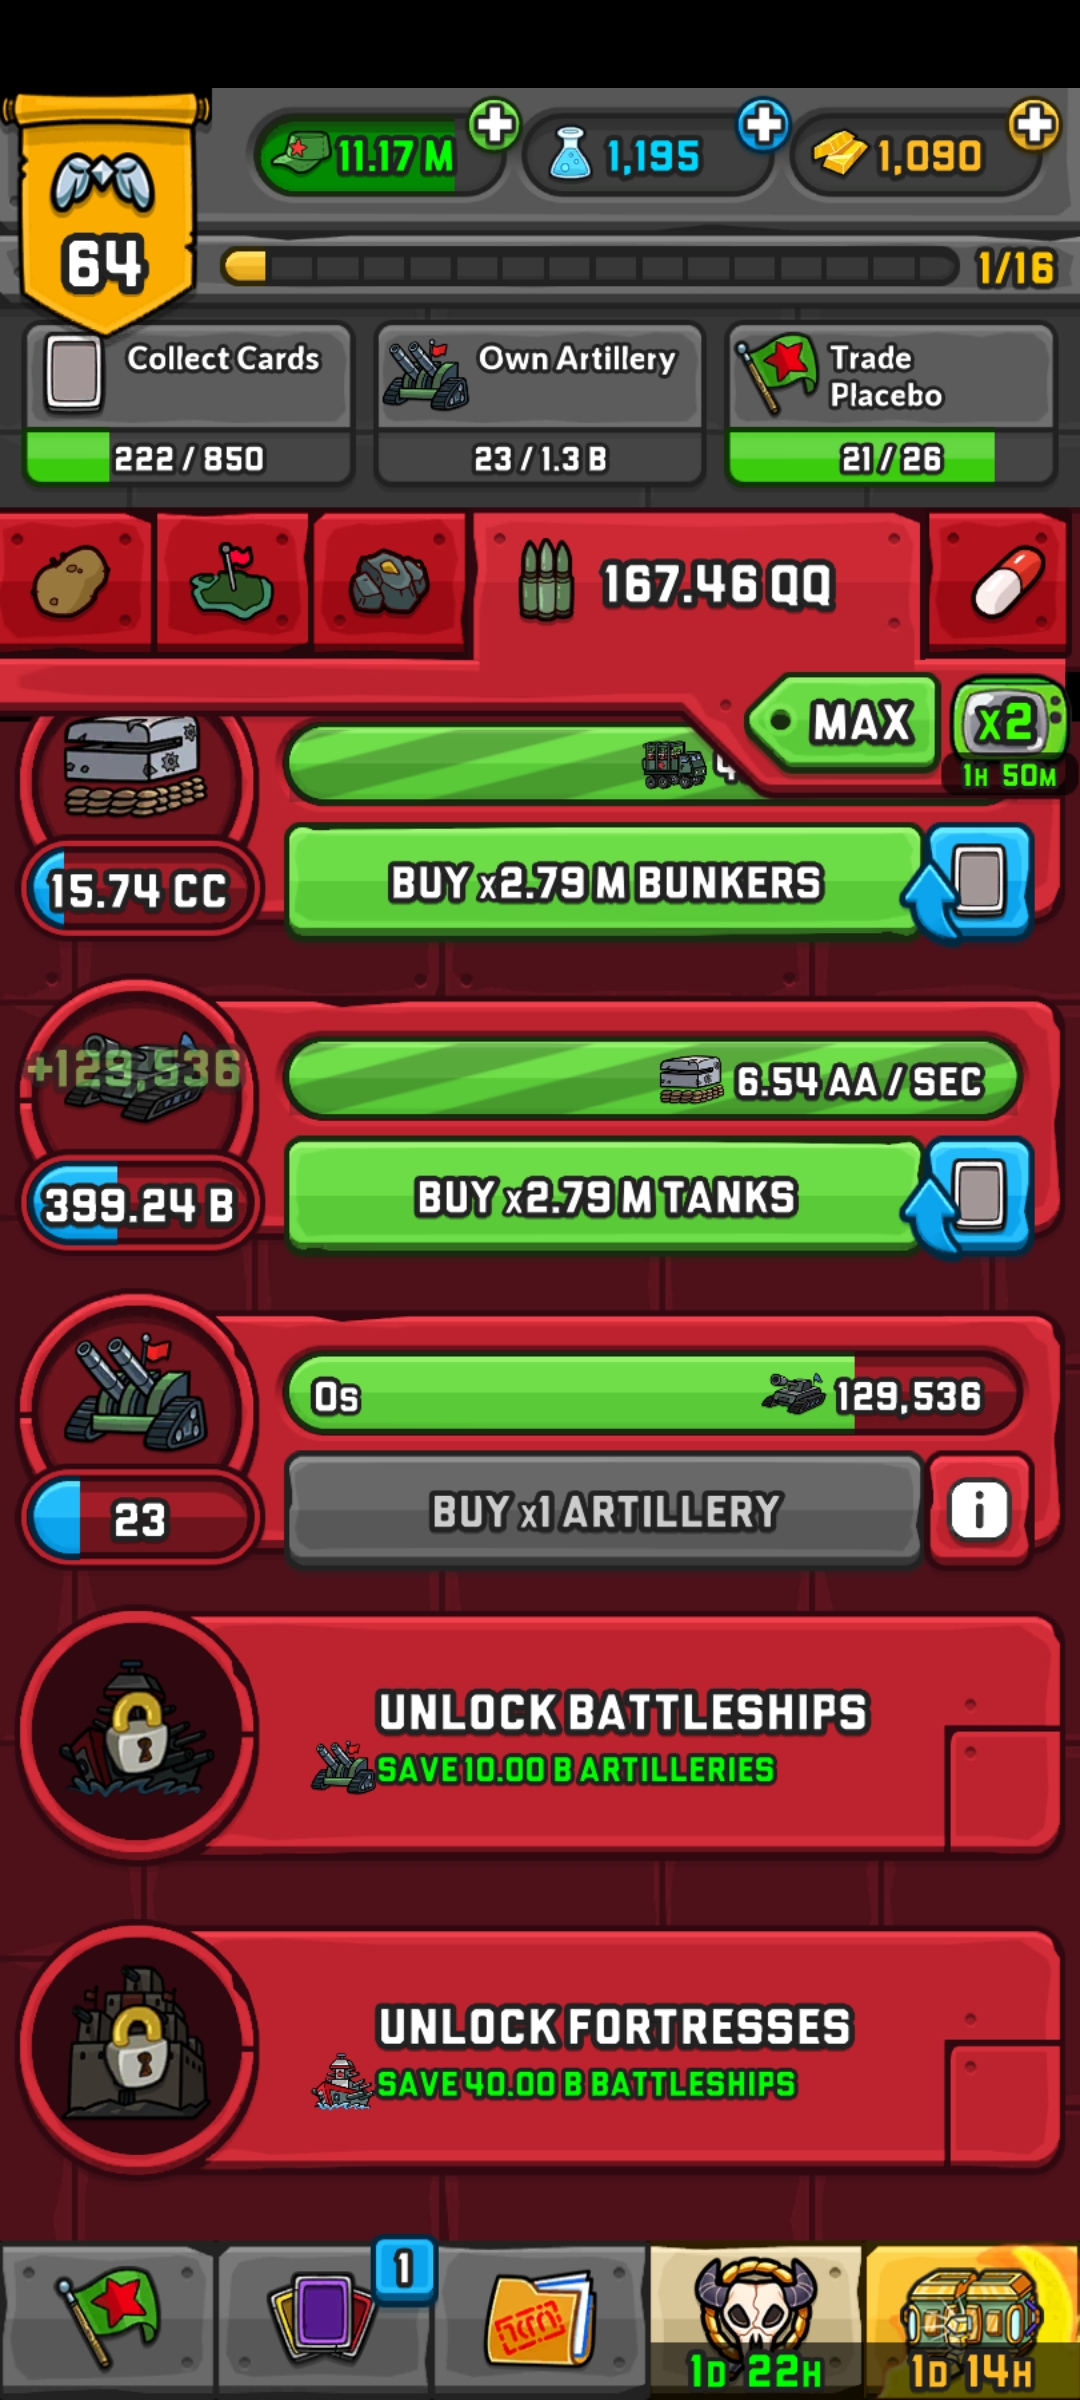 11.17 M
1,195
1,090
64
1/16
Collect Cards
222 / 850
Own Artillery
23 / 1.3 B
Trade
Placebo
21 / 26
167.46 QQ
MAX
x2
1H 50M
15.74 CC
BUY x2.79 M BUNKERS
+129,536
6.54 AA / SEC
399.24 B
BUY x2.79 M TANKS
0s
129,536
23
BUY x1 ARTILLERY
i
UNLOCK BATTLESHIPS
SAVE 10.00 B ARTILLERIES
UNLOCK FORTRESSES
SAVE 40.00 B BATTLESHIPS
1
1D 22H
1D 14H